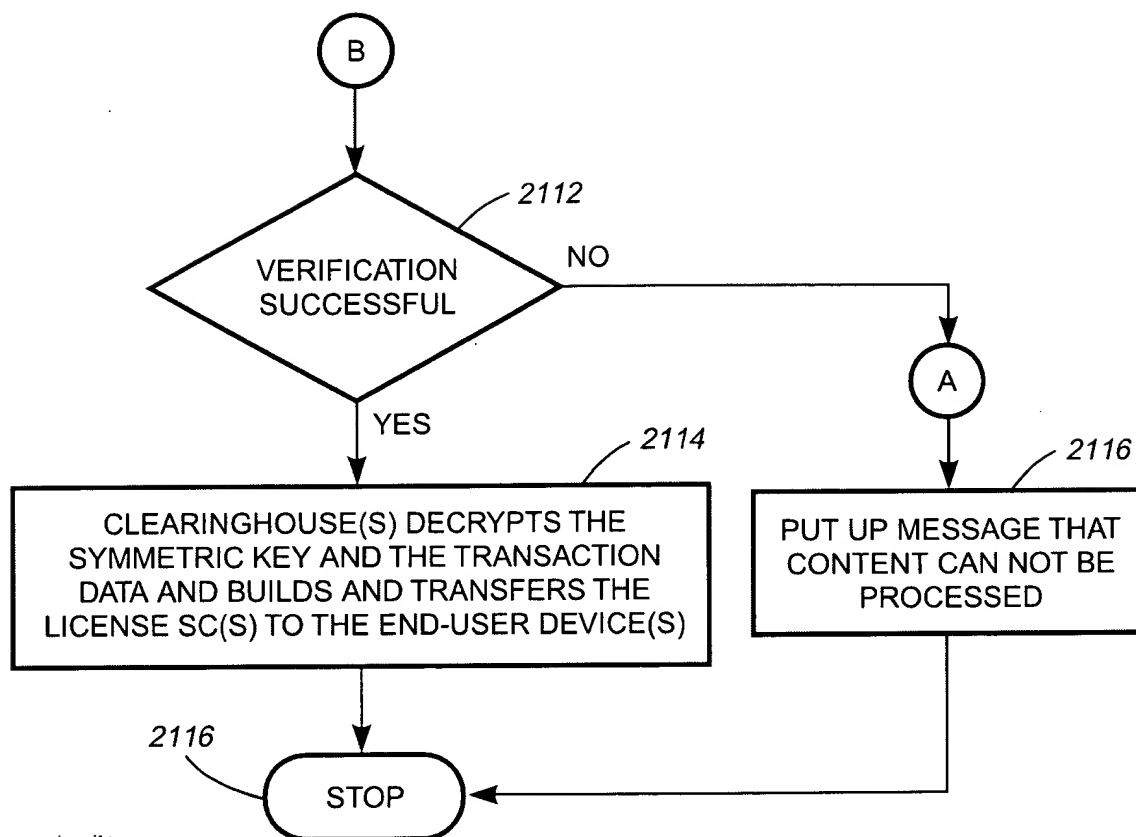 B
2112
VERIFICATION
SUCCESSFUL
NO
A
YES
2114
2116
CLEARINGHOUSE(S) DECRYPTS THE
SYMMETRIC KEY AND THE TRANSACTION
DATA AND BUILDS AND TRANSFERS THE
LICENSE SC(S) TO THE END-USER DEVICE(S)
PUT UP MESSAGE THAT
CONTENT CAN NOT BE
PROCESSED
2116
STOP